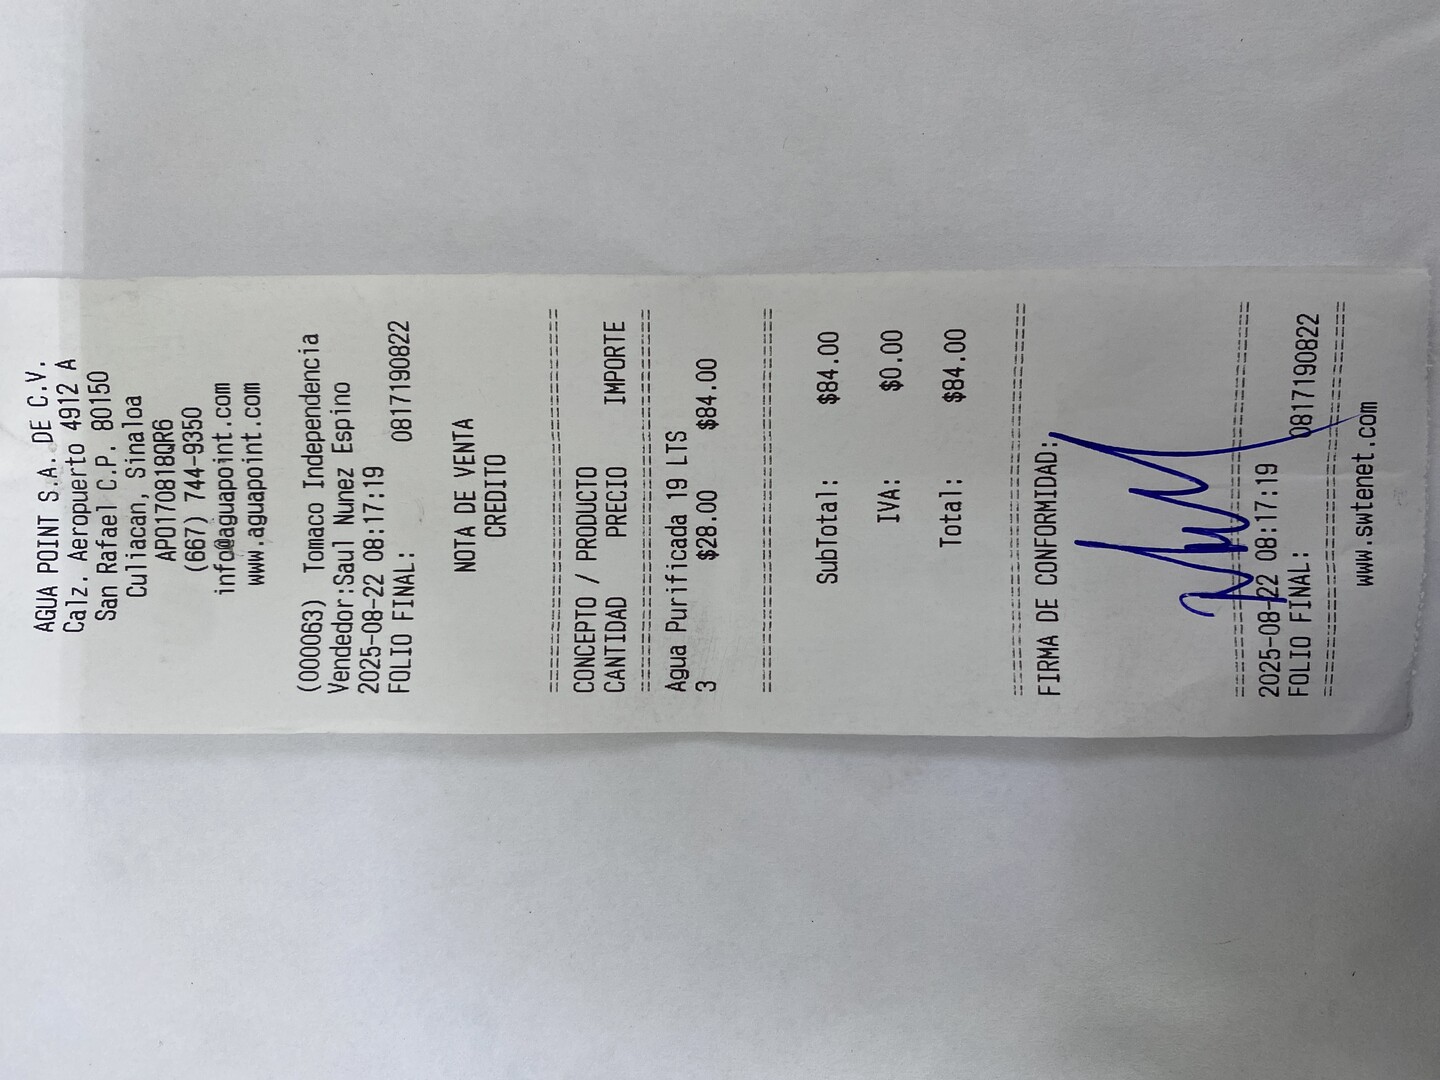 AGUA POINT S.A. DE C.V.
Calz. Aeropuerto 4912 A
San Rafael C.P. 80150
Culiacan, Sinaloa
APO170818QR6
(667) 744-9350
info@aguapoint.com
www.aguapoint.com
(000063) Tomaco Independencia
Vendedor:Saul Nunez Espino
2025-08-22 08:17:19
FOLIO FINAL: 0817190822
NOTA DE VENTA
CREDITO
================================
CONCEPTO / PRODUCTO
CANTIDAD PRECIO IMPORTE
================================
Agua Purificada 19 LTS
3 $28.00 $84.00
================================
SubTotal: $84.00
IVA: $0.00
Total: $84.00
================================
FIRMA DE CONFORMIDAD:
================================
2025-08-22 08:17:19
FOLIO FINAL: 0817190822
================================
www.swtenet.com